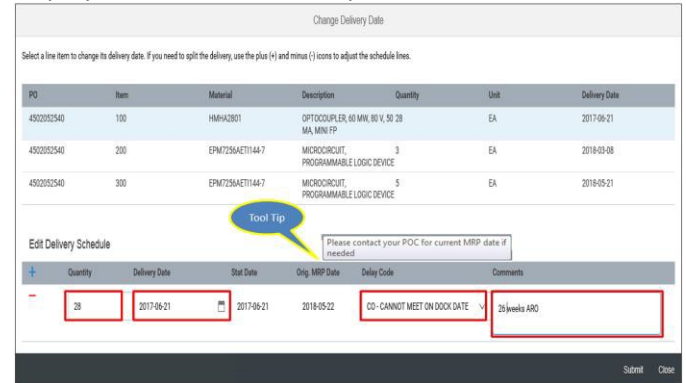 Change Delivery Date
Select a line item to change its delivery date. If you need to split the delivery, use the plus (+) and minus (-) icons to adjust the schedule lines.
PO Item Material Description Quantity Unit Delivery Date
4502052540 100 HMHA2801 OPTOCOUPLER, 60 MW, 80 V, 50 28 EA 2017-06-21
MA, MINI FP
4502052540 200 EPM7256AETI144-7 MICROCIRCUIT, 3 EA 2018-03-08
PROGRAMMABLE LOGIC DEVICE
4502052540 300 EPM7256AETI144-7 MICROCIRCUIT, 5 EA 2018-05-21
PROGRAMMABLE LOGIC DEVICE
Tool Tip
Edit Delivery Schedule
Please contact your POC for current MRP date if
needed
+ Quantity Delivery Date Stat Date Orig. MRP Date Delay Code Comments
− 28 2017-06-21 2017-06-21 2018-05-22 CO - CANNOT MEET ON DOCK DATE 26 weeks ARO
Submit Close